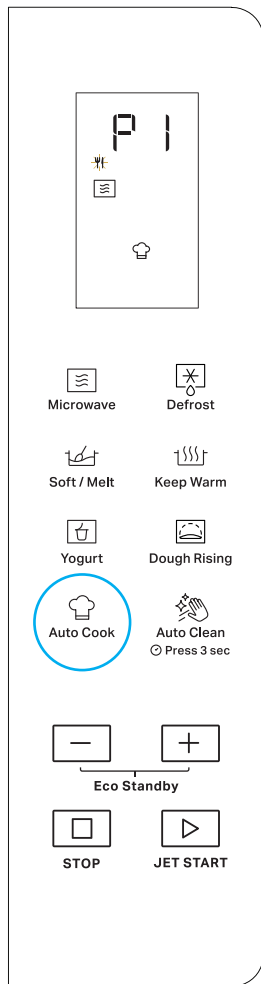 P 1
Microwave
Defrost
Soft / Melt
Keep Warm
Yogurt
Dough Rising
Auto Cook
Auto Clean
Press 3 sec
Eco Standby
STOP
JET START